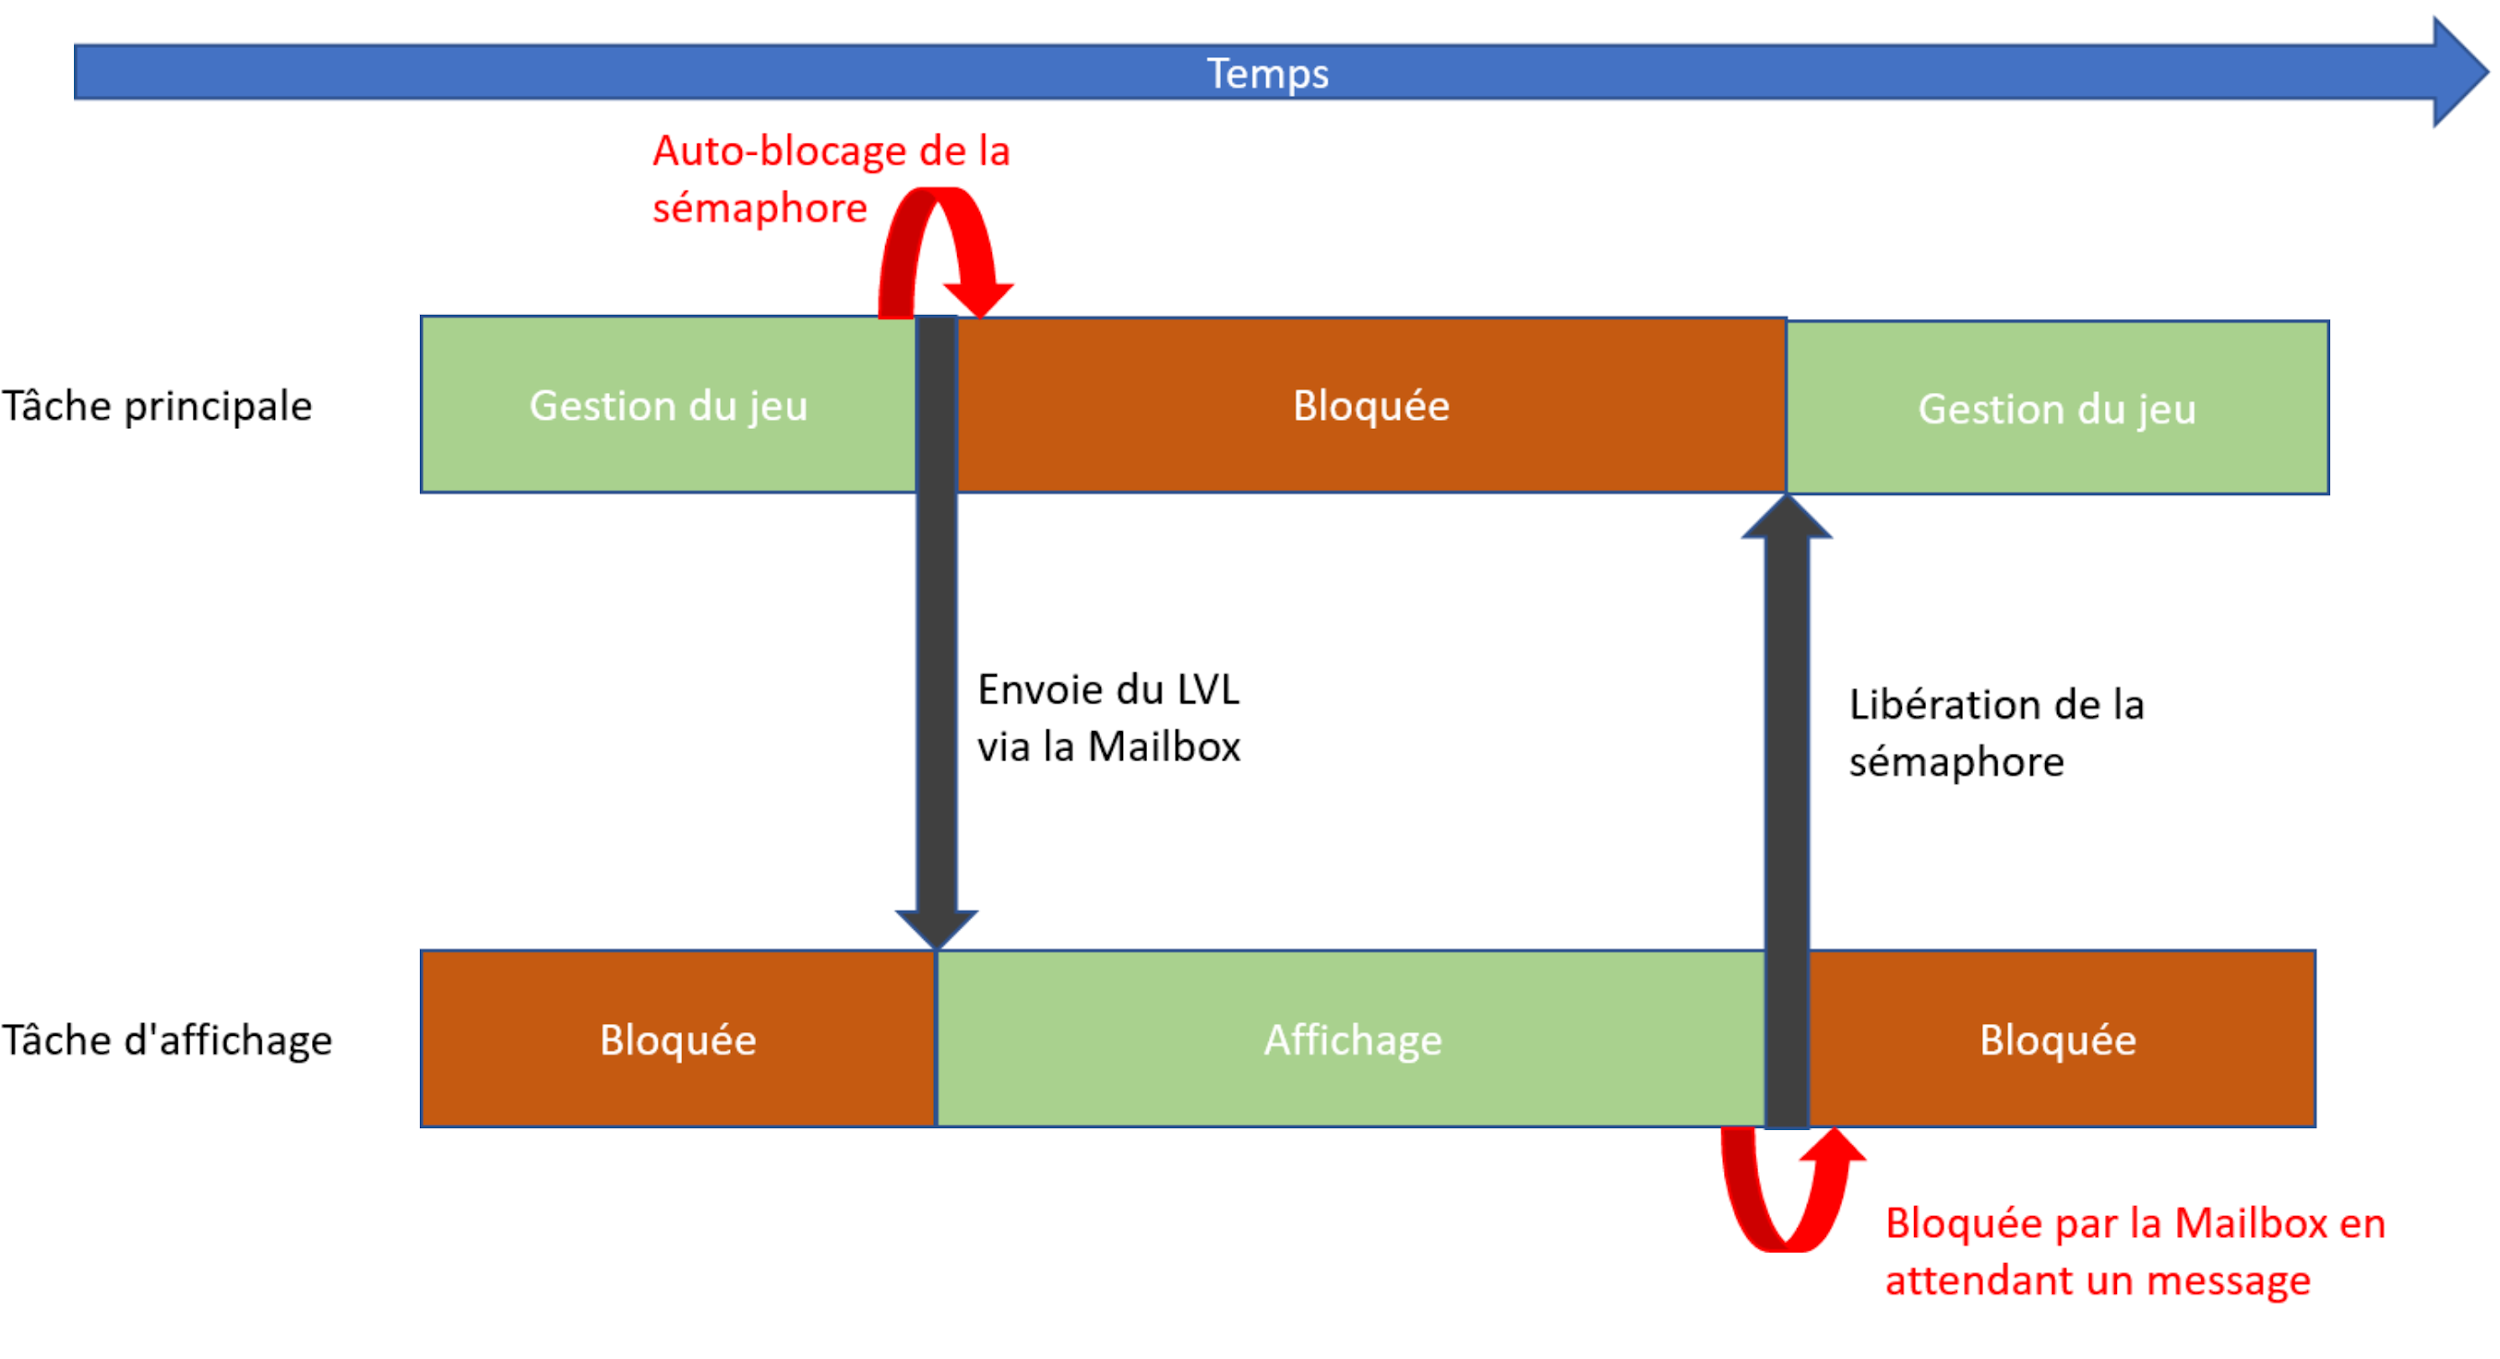 Temps
Auto-blocage de la
sémaphore
Tâche principale
Gestion du jeu
Bloquée
Gestion du jeu
Envoie du LVL
via la Mailbox
Libération de la
sémaphore
Tâche d'affichage
Bloquée
Affichage
Bloquée
Bloquée par la Mailbox en
attendant un message